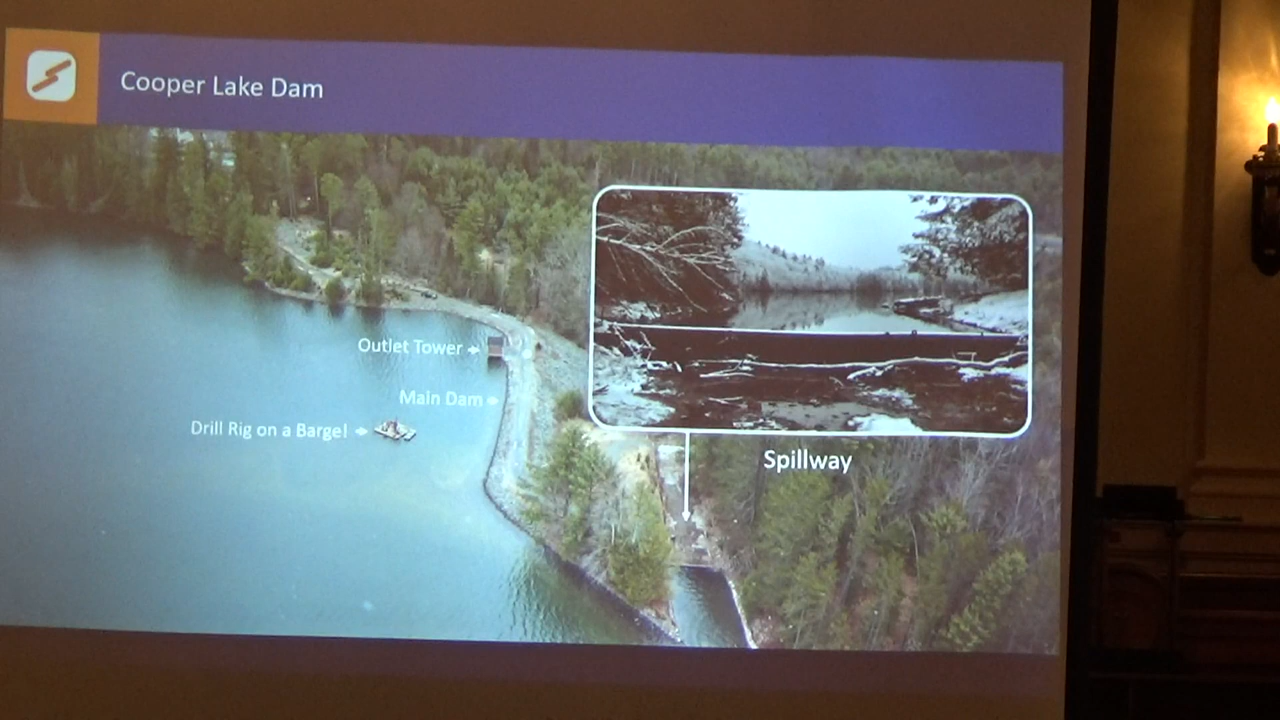 Cooper Lake Dam
Outlet Tower
Main Dam
Drill Rig on a Barge!
Spillway